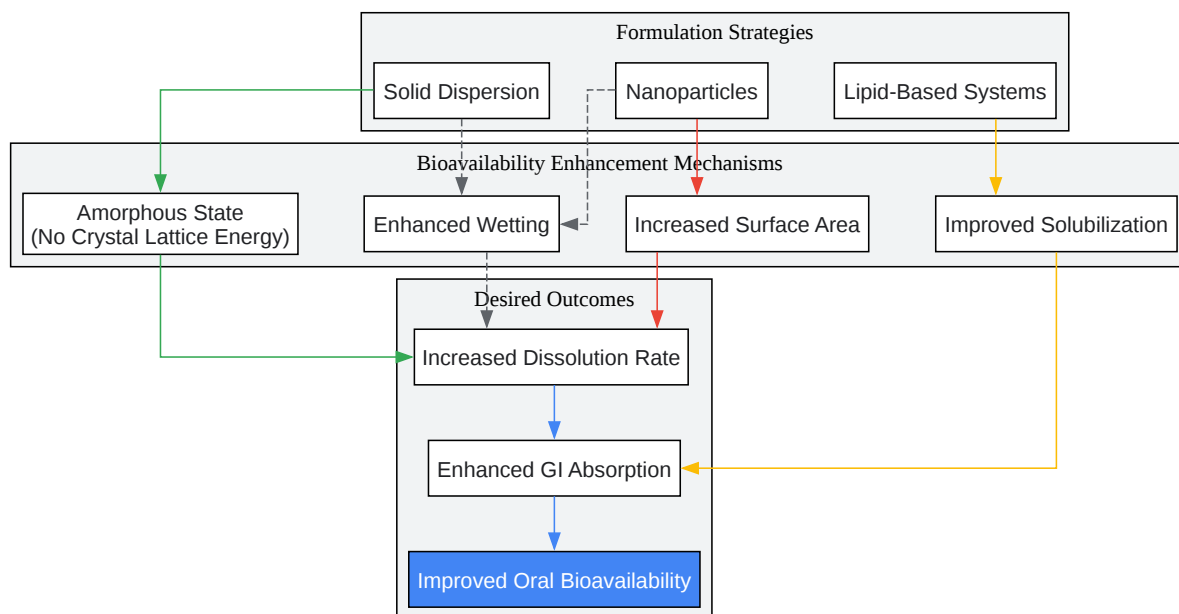 Formulation Strategies
Solid Dispersion
Nanoparticles
Lipid-Based Systems
Bioavailability Enhancement Mechanisms
Amorphous State
(No Crystal Lattice Energy)
Enhanced Wetting
Increased Surface Area
Improved Solubilization
Desired Outcomes
Increased Dissolution Rate
Enhanced GI Absorption
Improved Oral Bioavailability